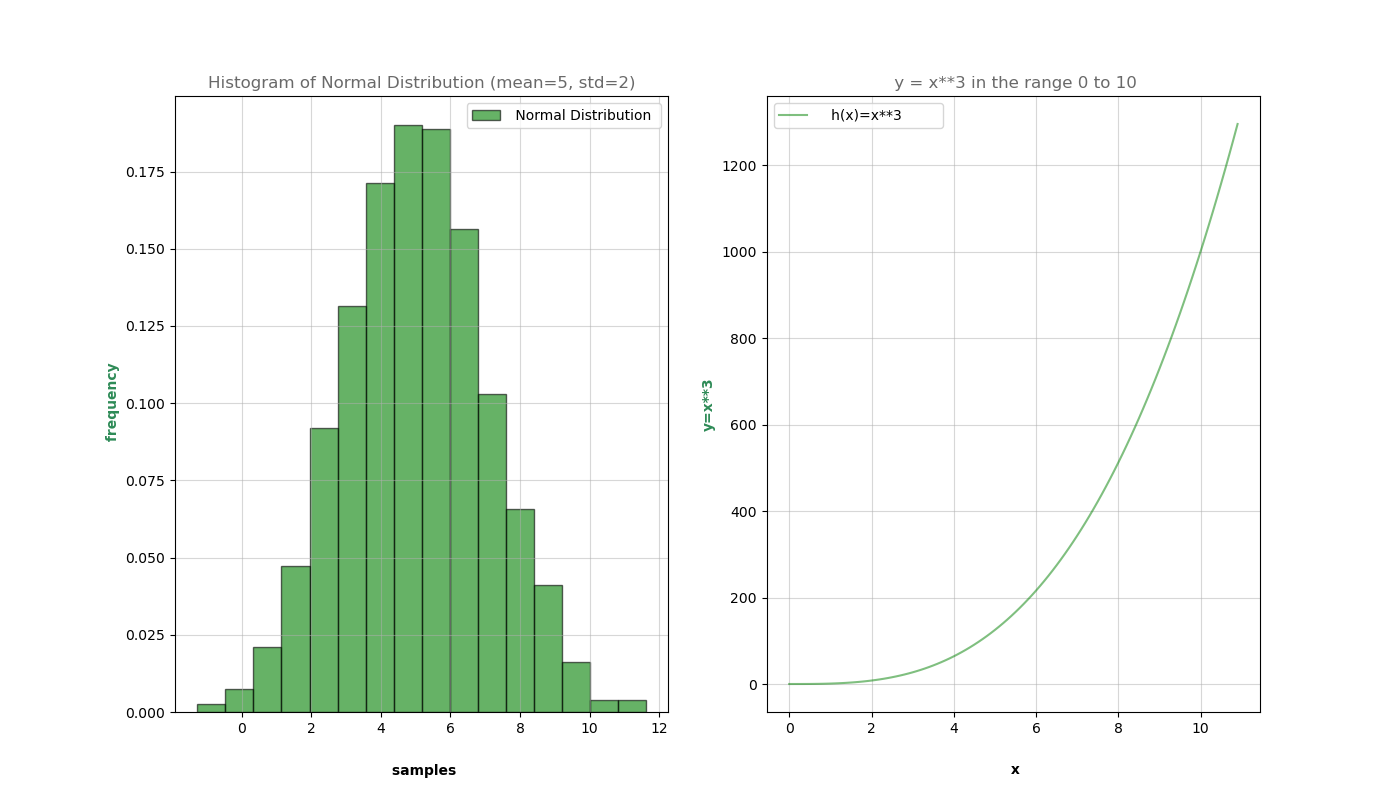 Histogram of Normal Distribution (mean=5, std=2)
Normal Distribution
0.175
0.150
0.125
0.100
0.075
0.050
0.025
0.000
frequency
0 2 4 6 8 10 12
samples
y = x**3 in the range 0 to 10
h(x)=x**3
1200
1000
800
600
400
200
0
y=x**3
0 2 4 6 8 10
x